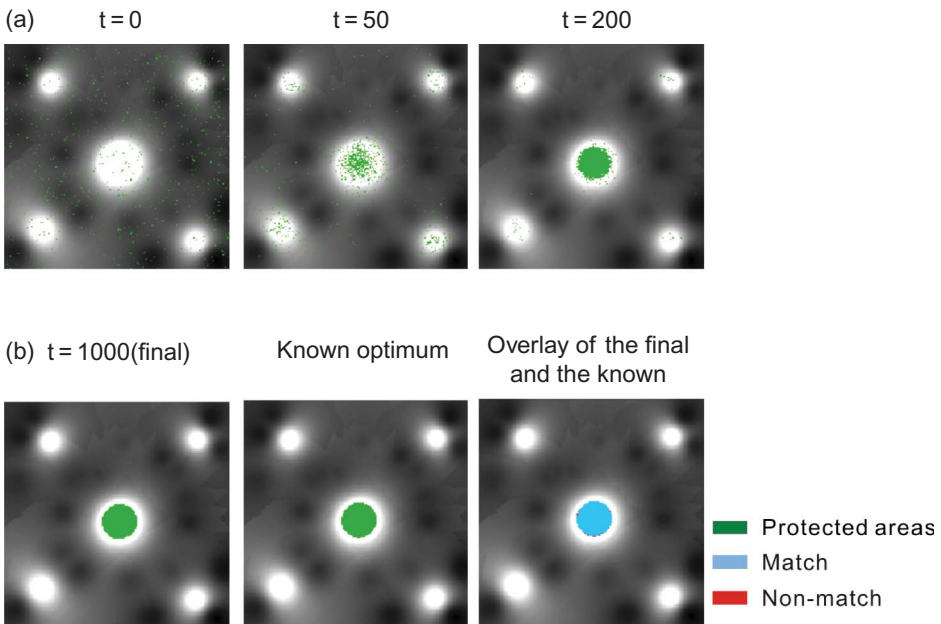 (a) t = 0 t = 50 t = 200
(b) t = 1000(final) Known optimum Overlay of the final
and the known
Protected areas
Match
Non-match